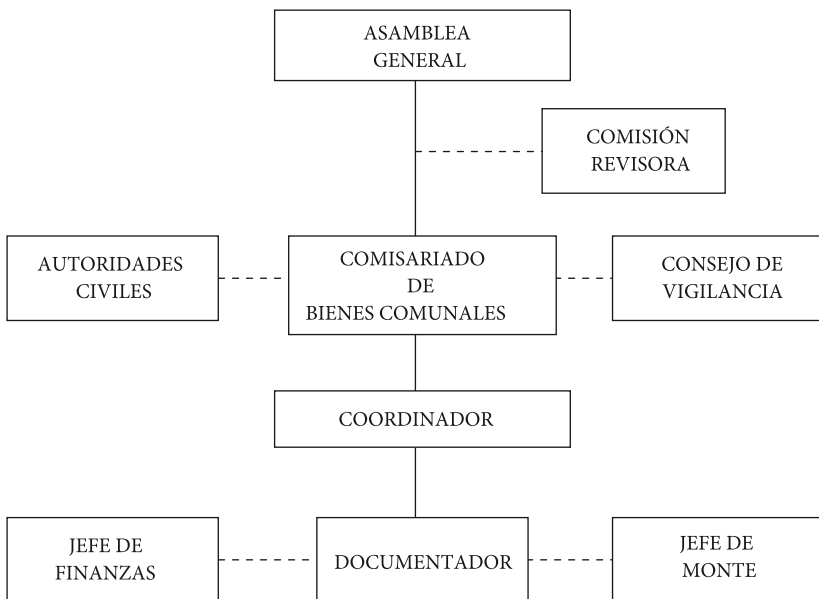 ASAMBLEA
GENERAL
COMISIÓN
REVISORA
AUTORIDADES
CIVILES
COMISARIADO
DE
BIENES COMUNALES
CONSEJO DE
VIGILANCIA
COORDINADOR
JEFE DE
FINANZAS
DOCUMENTADOR
JEFE DE
MONTE